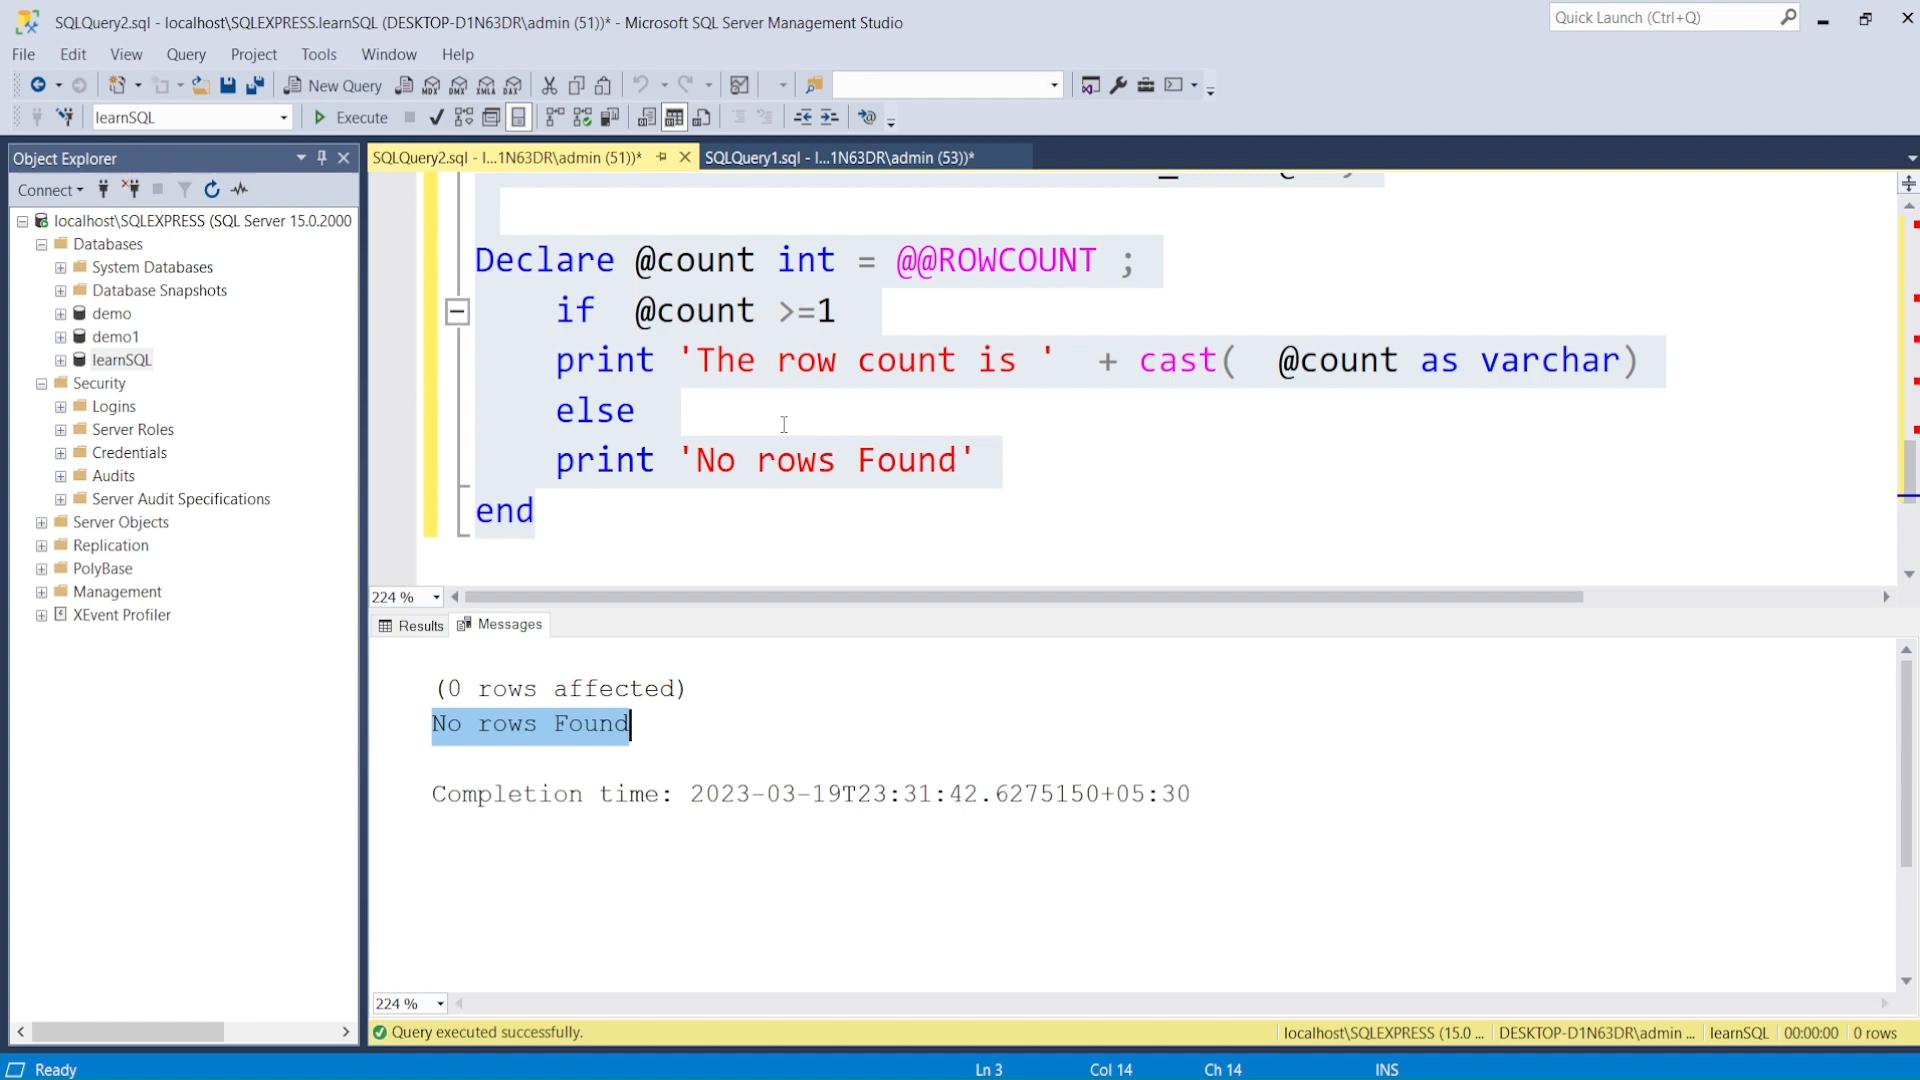 SQLQuery2.sql - localhost\SQLEXPRESS.learnSQL (DESKTOP-D1N63DR\admin (51))* - Microsoft SQL Server Management Studio
Quick Launch (Ctrl+Q)
File Edit View Query Project Tools Window Help
New Query MDX DMX XMLA DAX
learnSQL Execute
Object Explorer
SQLQuery2.sql - l...1N63DR\admin (51))* SQLQuery1.sql - l...1N63DR\admin (53))*
Connect
localhost\SQLEXPRESS (SQL Server 15.0.2000
Databases
System Databases
Database Snapshots
demo
demo1
learnSQL
Security
Logins
Server Roles
Credentials
Audits
Server Audit Specifications
Server Objects
Replication
PolyBase
Management
XEvent Profiler
Declare @count int = @@ROWCOUNT ;
if @count >=1
print 'The row count is ' + cast( @count as varchar)
else
print 'No rows Found'
end
224 %
Results Messages
(0 rows affected)
No rows Found
Completion time: 2023-03-19T23:31:42.6275150+05:30
224 %
Query executed successfully. localhost\SQLEXPRESS (15.0 ... DESKTOP-D1N63DR\admin ... learnSQL 00:00:00 0 rows
Ready Ln 3 Col 14 Ch 14 INS